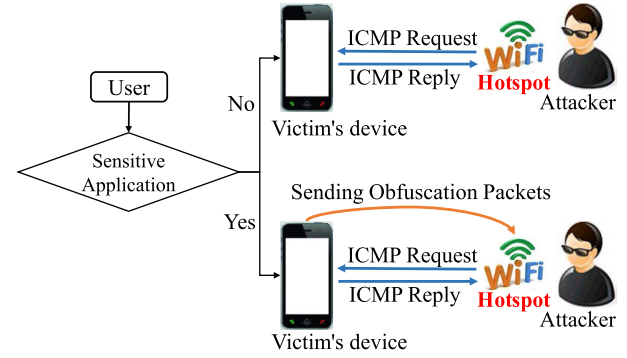 User
Sensitive
Application
No
ICMP Request
ICMP Reply
WiFi
Hotspot
Attacker
Victim's device
Yes
Sending Obfuscation Packets
ICMP Request
ICMP Reply
WiFi
Hotspot
Attacker
Victim's device